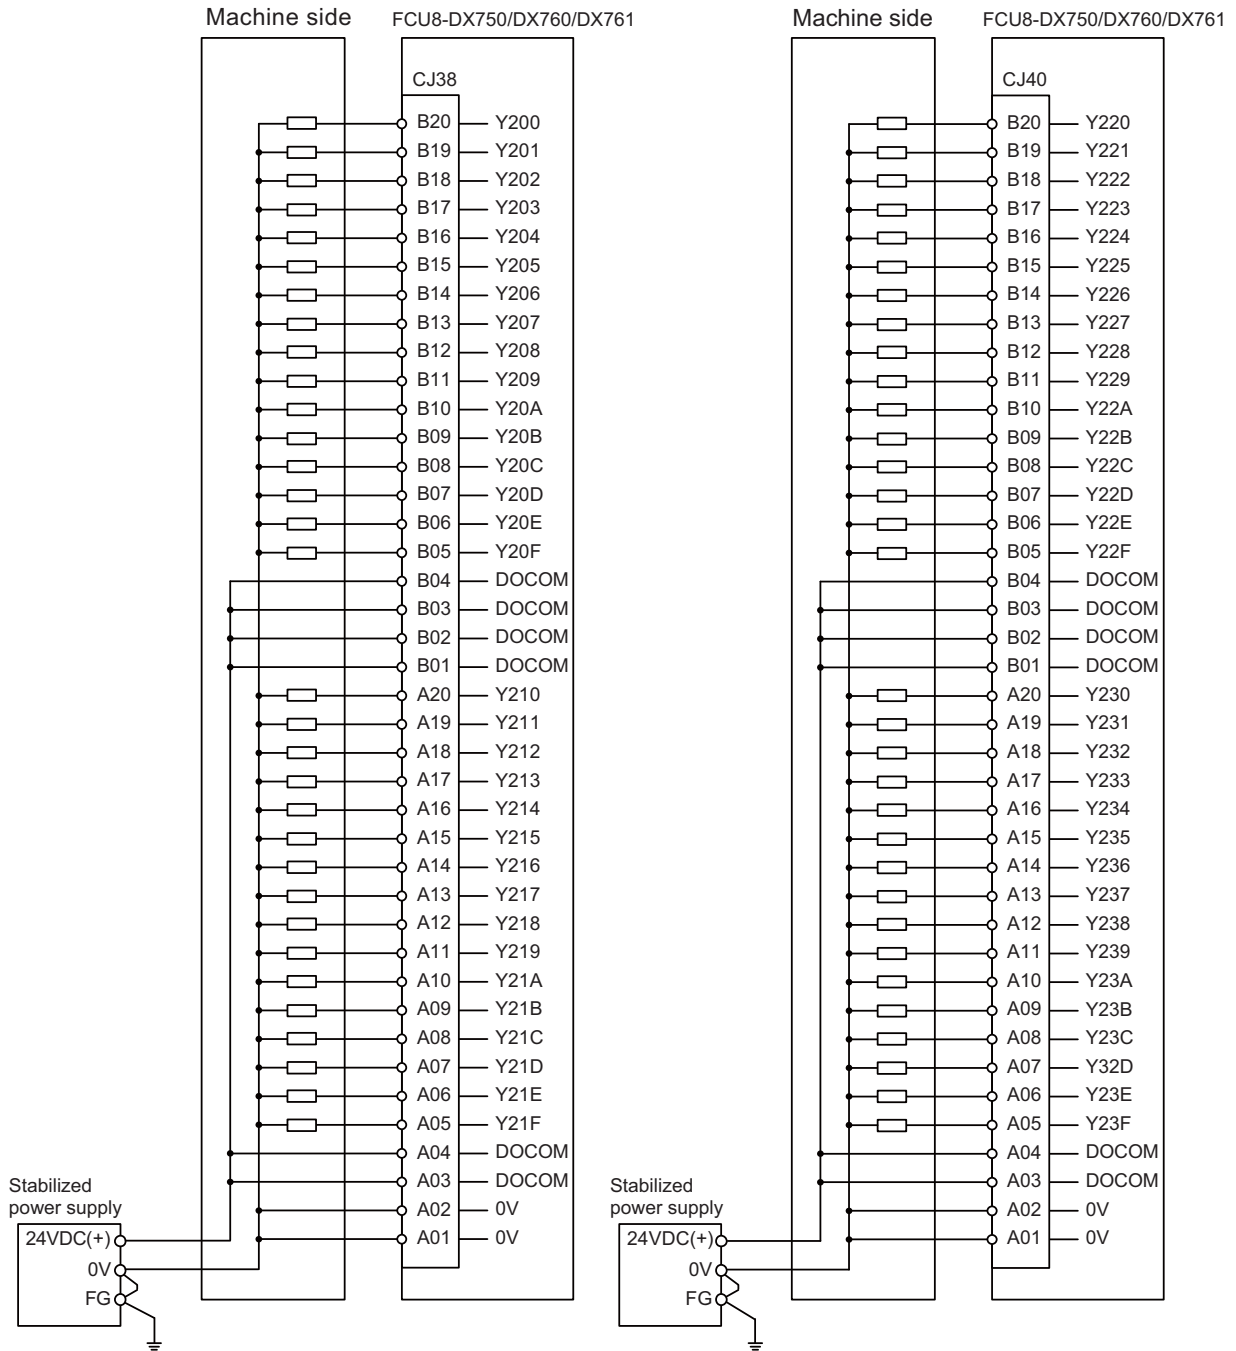 Machine side
FCU8-DX750/DX760/DX761
CJ38
B20 Y200
B19 Y201
B18 Y202
B17 Y203
B16 Y204
B15 Y205
B14 Y206
B13 Y207
B12 Y208
B11 Y209
B10 Y20A
B09 Y20B
B08 Y20C
B07 Y20D
B06 Y20E
B05 Y20F
B04 DOCOM
B03 DOCOM
B02 DOCOM
B01 DOCOM
A20 Y210
A19 Y211
A18 Y212
A17 Y213
A16 Y214
A15 Y215
A14 Y216
A13 Y217
A12 Y218
A11 Y219
A10 Y21A
A09 Y21B
A08 Y21C
A07 Y21D
A06 Y21E
A05 Y21F
A04 DOCOM
A03 DOCOM
A02 0V
A01 0V
Stabilized
power supply
24VDC(+)
0V
FG
Machine side
FCU8-DX750/DX760/DX761
CJ40
B20 Y220
B19 Y221
B18 Y222
B17 Y223
B16 Y224
B15 Y225
B14 Y226
B13 Y227
B12 Y228
B11 Y229
B10 Y22A
B09 Y22B
B08 Y22C
B07 Y22D
B06 Y22E
B05 Y22F
B04 DOCOM
B03 DOCOM
B02 DOCOM
B01 DOCOM
A20 Y230
A19 Y231
A18 Y232
A17 Y233
A16 Y234
A15 Y235
A14 Y236
A13 Y237
A12 Y238
A11 Y239
A10 Y23A
A09 Y23B
A08 Y23C
A07 Y32D
A06 Y23E
A05 Y23F
A04 DOCOM
A03 DOCOM
A02 0V
A01 0V
Stabilized
power supply
24VDC(+)
0V
FG